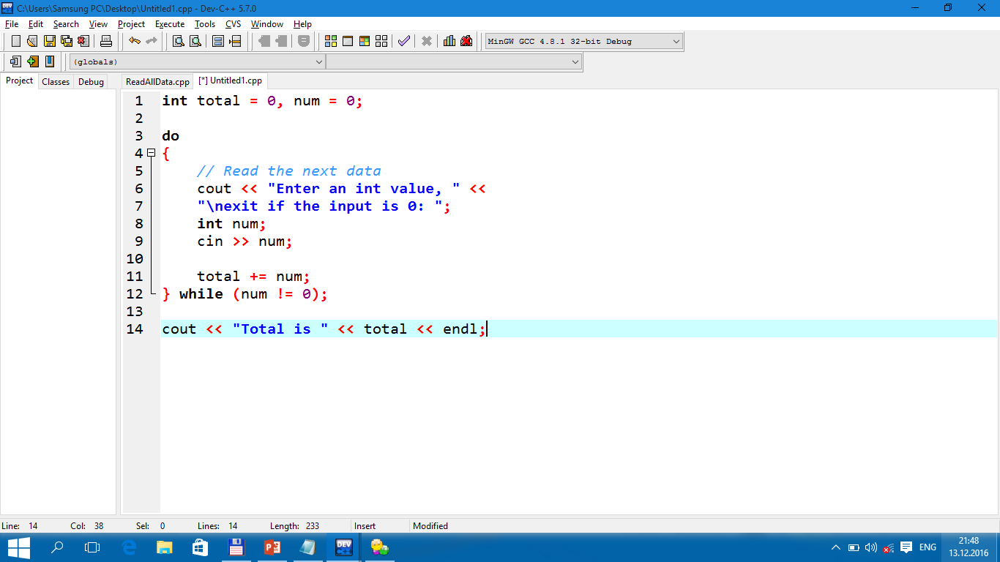 C:\Users\Samsung PC\Desktop\Untitled1.cpp - Dev-C++ 5.7.0
File Edit Search View Project Execute Tools CVS Window Help
MinGW GCC 4.8.1 32-bit Debug
(globals)
Project Classes Debug ReadAllData.cpp [*] Untitled1.cpp
1 int total = 0, num = 0;
2
3 do
4 {
5 // Read the next data
6 cout << "Enter an int value, " <<
7 "\nexit if the input is 0: ";
8 int num;
9 cin >> num;
10
11 total += num;
12 } while (num != 0);
13
14 cout << "Total is " << total << endl;
Line: 14 Col: 38 Sel: 0 Lines: 14 Length: 233 Insert Modified
DEV C++ ENG 21:48
13.12.2016